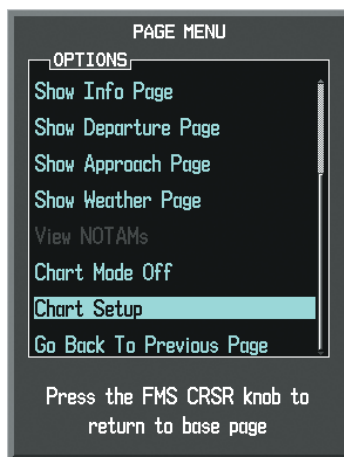 PAGE MENU
OPTIONS
Show Info Page
Show Departure Page
Show Approach Page
Show Weather Page
View NOTAMs
Chart Mode Off
Chart Setup
Go Back To Previous Page
Press the FMS CRSR knob to
return to base page